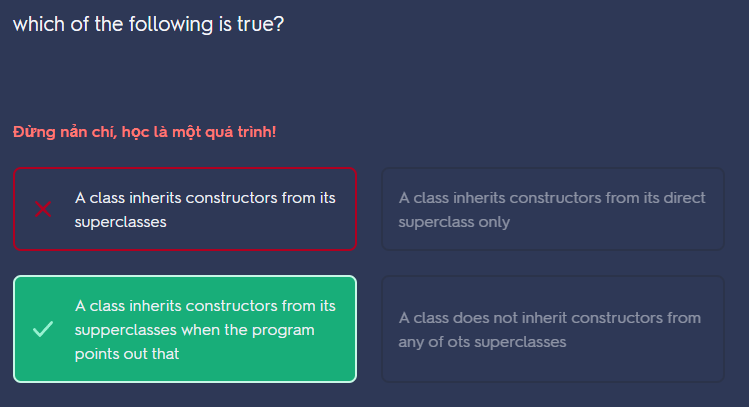 which of the following is true?
Đừng nản chí, học là một quá trình!
A class inherits constructors from its
superclasses
A class inherits constructors from its direct
superclass only
A class inherits constructors from its
supperclasses when the program
points out that
A class does not inherit constructors from
any of ots superclasses